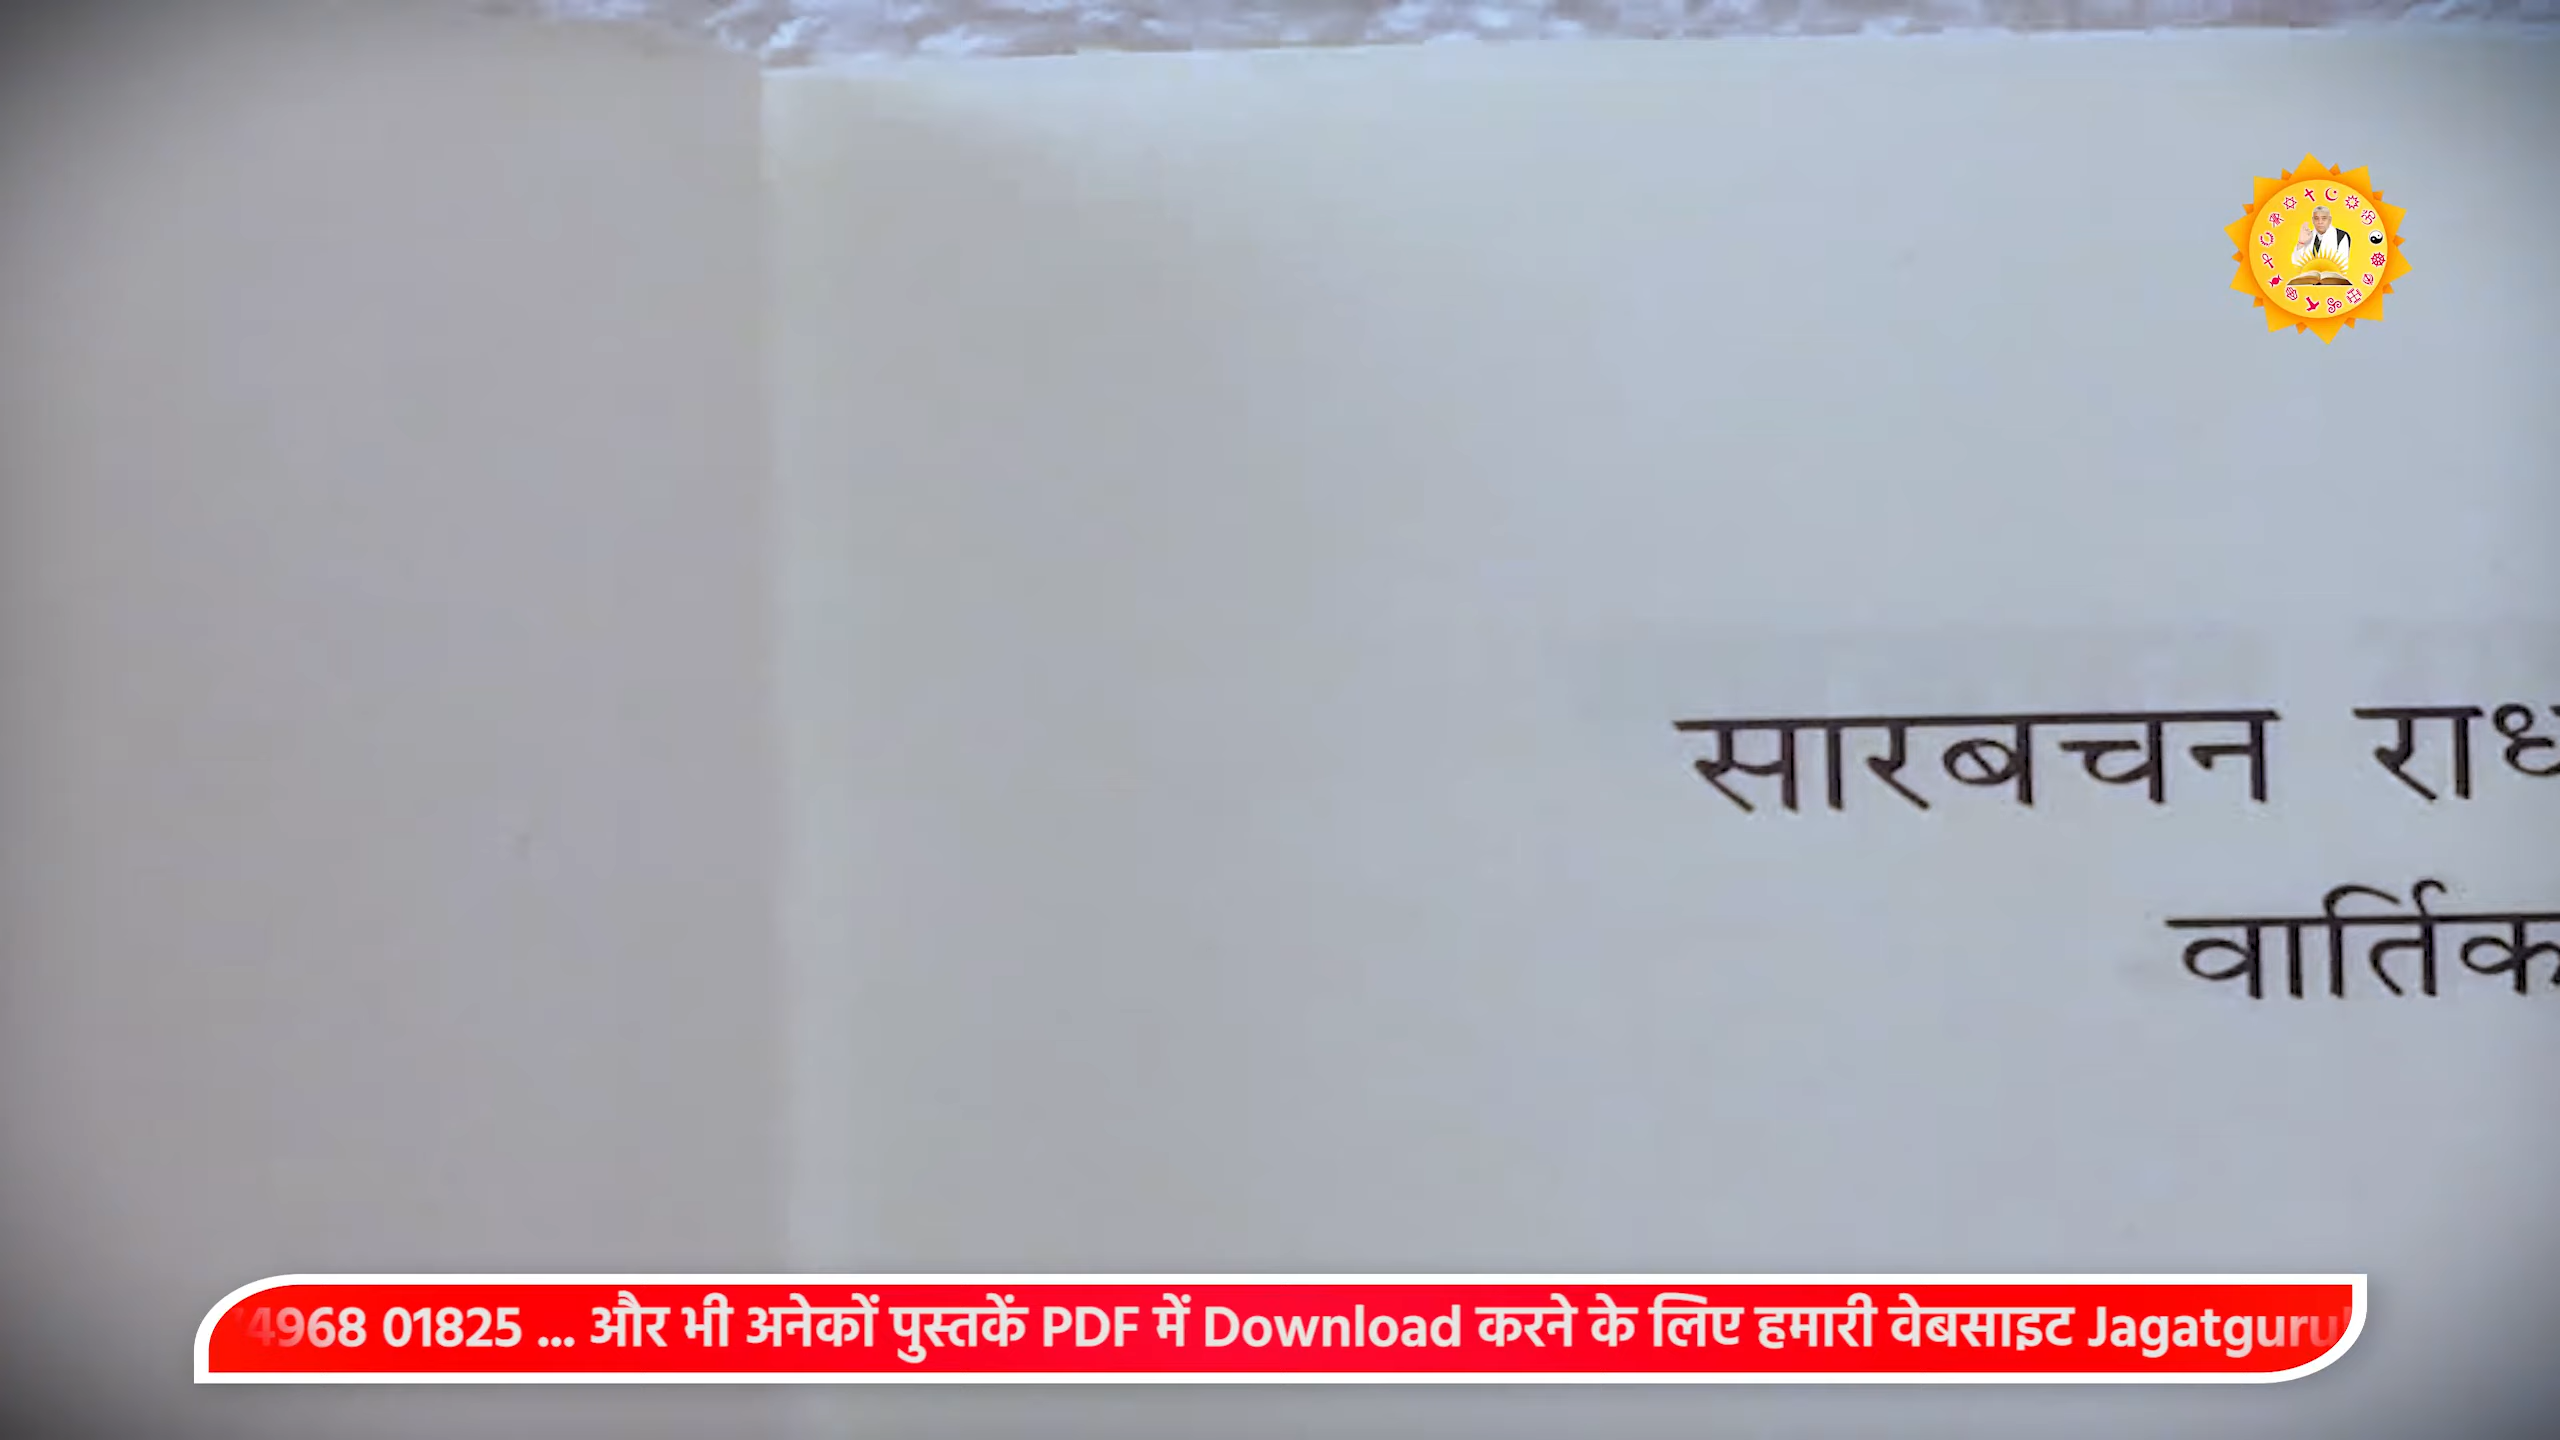 सारबचन
वार्तिक
4968 01825 ... और भी अनेकों पुस्तकें PDF में Download करने के लिए हमारी वेबसाइट Jagatguru